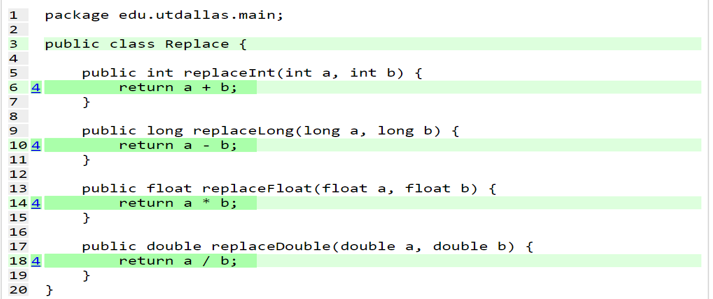 1 package edu.utdallas.main;
2
3 public class Replace {
4
5     public int replaceInt(int a, int b) {
6 4         return a + b;
7     }
8
9     public long replaceLong(long a, long b) {
10 4         return a - b;
11     }
12
13     public float replaceFloat(float a, float b) {
14 4         return a * b;
15     }
16
17     public double replaceDouble(double a, double b) {
18 4         return a / b;
19     }
20 }